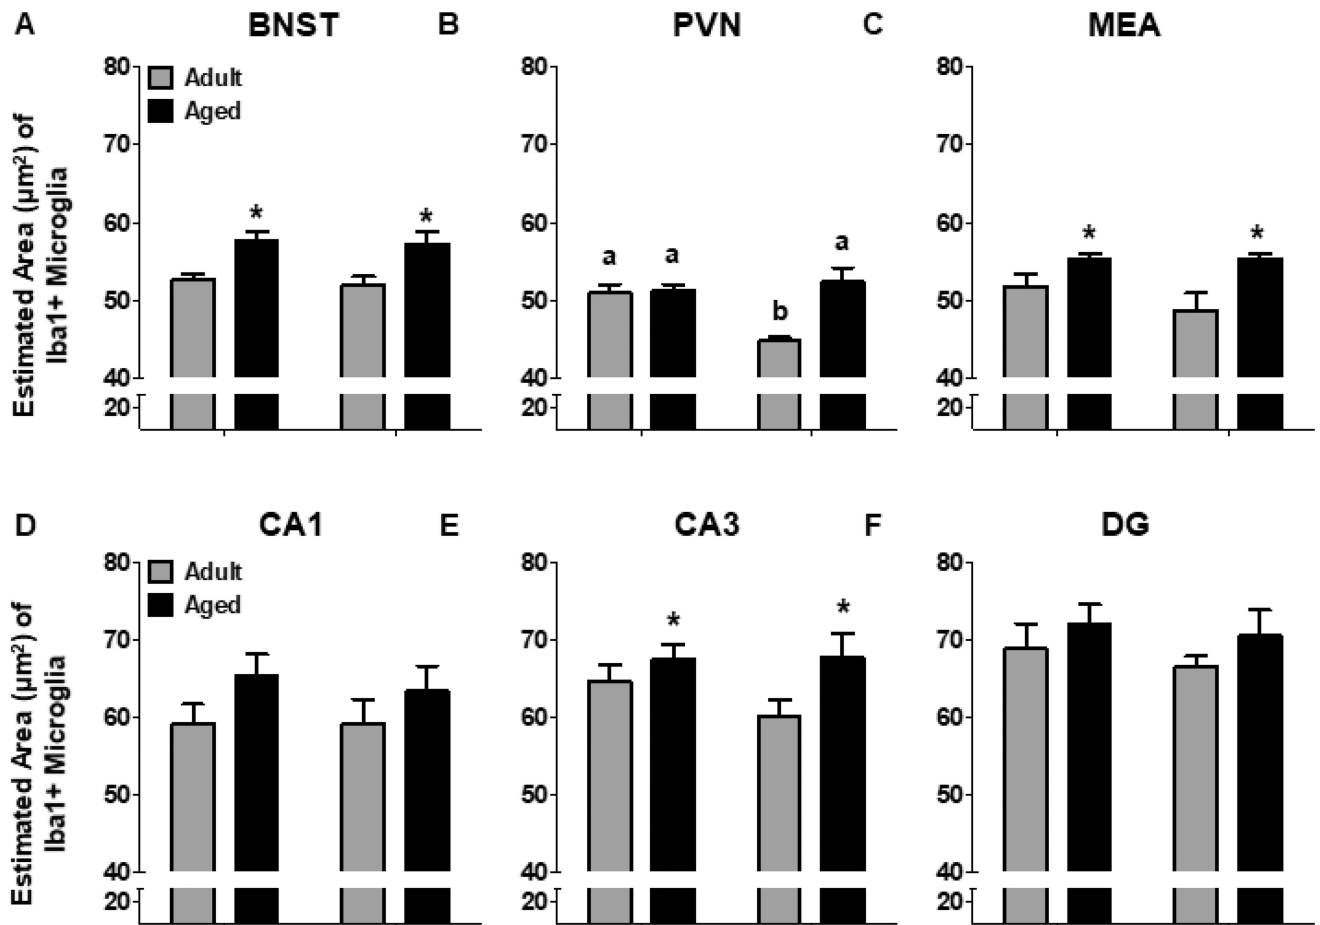 A BNST
B PVN
C MEA
Estimated Area (µm²) of
Iba1+ Microglia
80
70
60
50
40
20
Adult
Aged
*
*
80
70
60
50
40
20
a
a
b
a
80
70
60
50
40
20
*
*
D CA1
E CA3
F DG
Estimated Area (µm²) of
Iba1+ Microglia
80
70
60
50
40
20
Adult
Aged
80
70
60
50
40
20
*
*
80
70
60
50
40
20